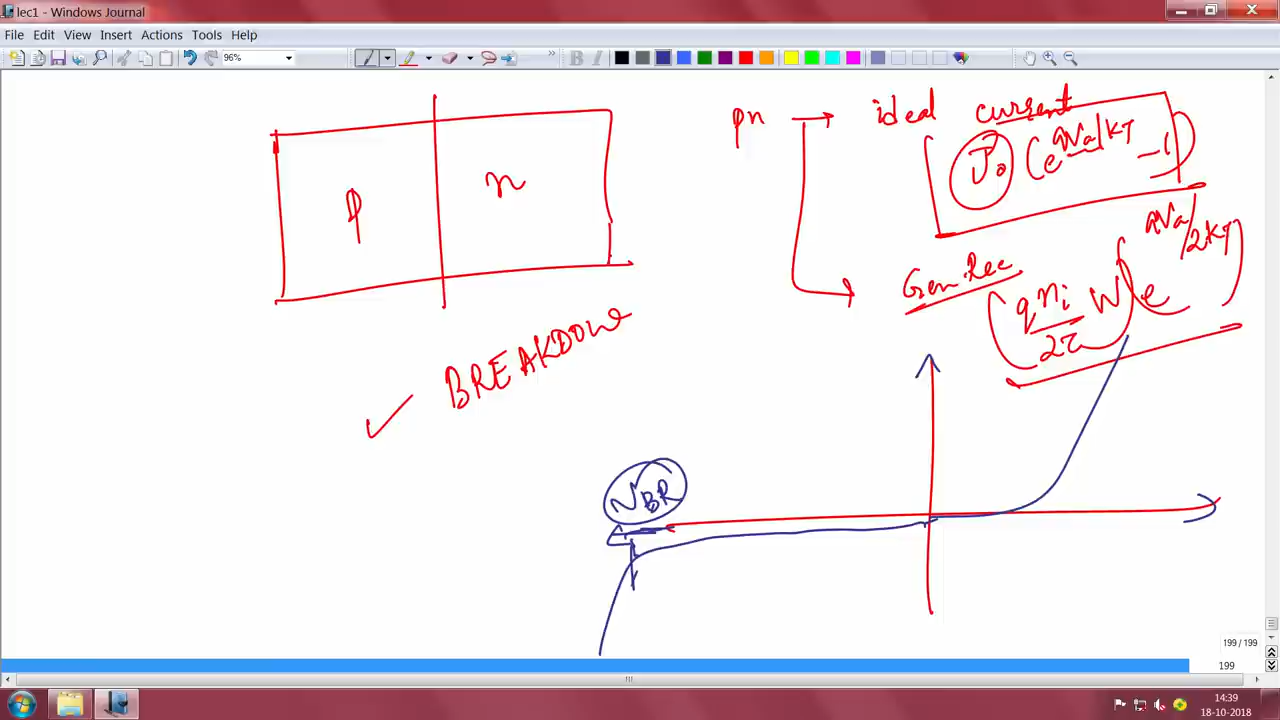 lec1 - Windows Journal
File Edit View Insert Actions Tools Help
96%
B I
pn → ideal current
J₀ (e^qVa/kT -1)
p n
Gen. Rec
qni/2τ W (e^qVa/2kT)
✓ BREAKDOWN
VBR
199 / 199
199
14:39
18-10-2018